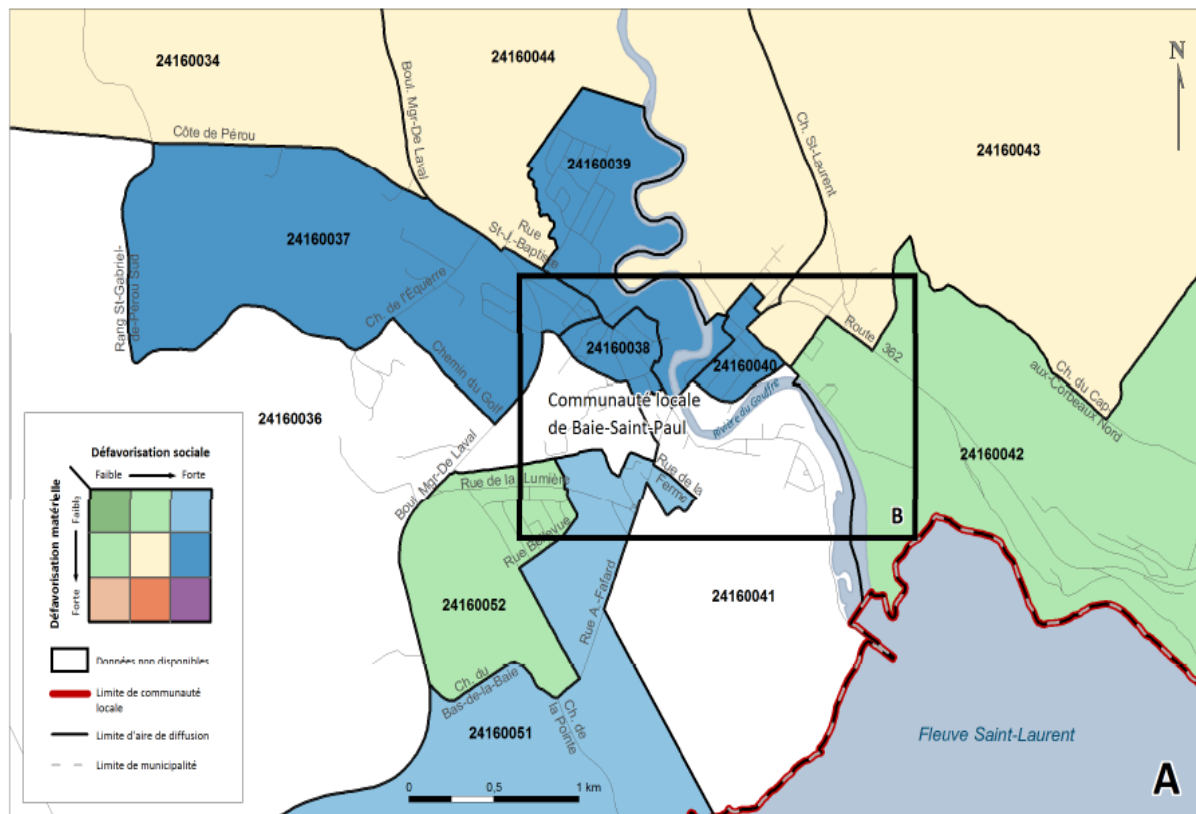 24160034
24160044
Boul. Mgr-De Laval
Côte de Pérou
Ch. St-Laurent
N
24160043
24160039
24160037
Rue
St-J.-Baptiste
Rang St-Gabriel-
de-Pérou Sud
Ch. de l'Équerre
Chemin du Golf
24160038
24160040
Route
362
Ch. du Cap-
aux-Corbeaux Nord
24160036
Communauté locale
de Baie-Saint-Paul
Rivière du Gouffre
24160042
Boul. Mgr-De Laval
Rue de la Lumière
Rue de la
Ferme
B
Rue Bellevue
24160052
Rue A.-Fafard
24160041
Ch. du
Bas-de-la-Baie
24160051
Ch. de
la Pointe
Fleuve Saint-Laurent
Défavorisation sociale
Faible
Forte
Défavorisation matérielle
Faible
Forte
Données non disponibles
Limite de communauté
locale
Limite d'aire de diffusion
Limite de municipalité
0
0,5
1 km
A